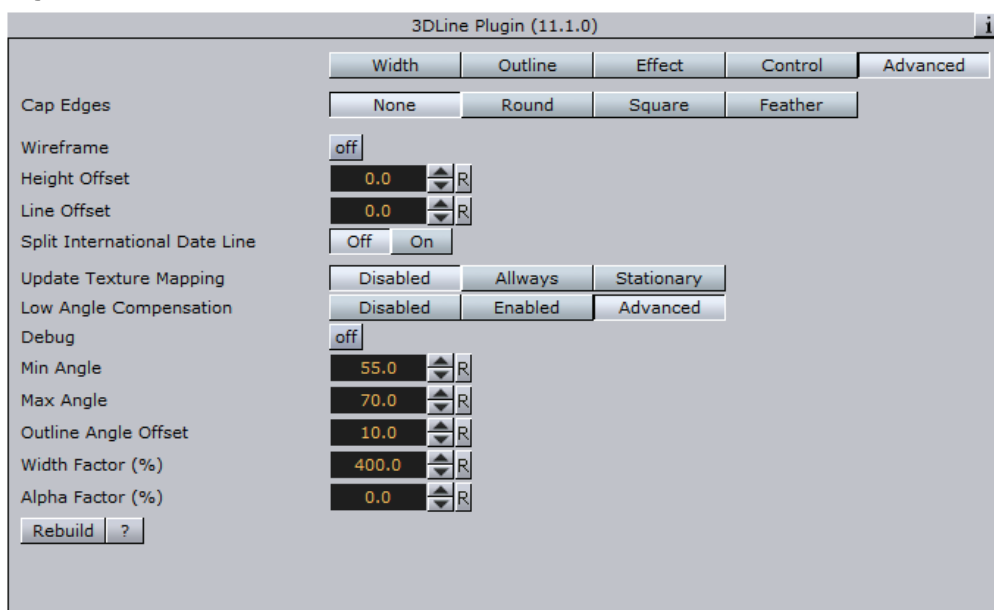 3DLine Plugin (11.1.0) i
Width Outline Effect Control Advanced
Cap Edges None Round Square Feather
Wireframe off
Height Offset 0.0 R
Line Offset 0.0 R
Split International Date Line Off On
Update Texture Mapping Disabled Allways Stationary
Low Angle Compensation Disabled Enabled Advanced
Debug off
Min Angle 55.0 R
Max Angle 70.0 R
Outline Angle Offset 10.0 R
Width Factor (%) 400.0 R
Alpha Factor (%) 0.0 R
Rebuild ?